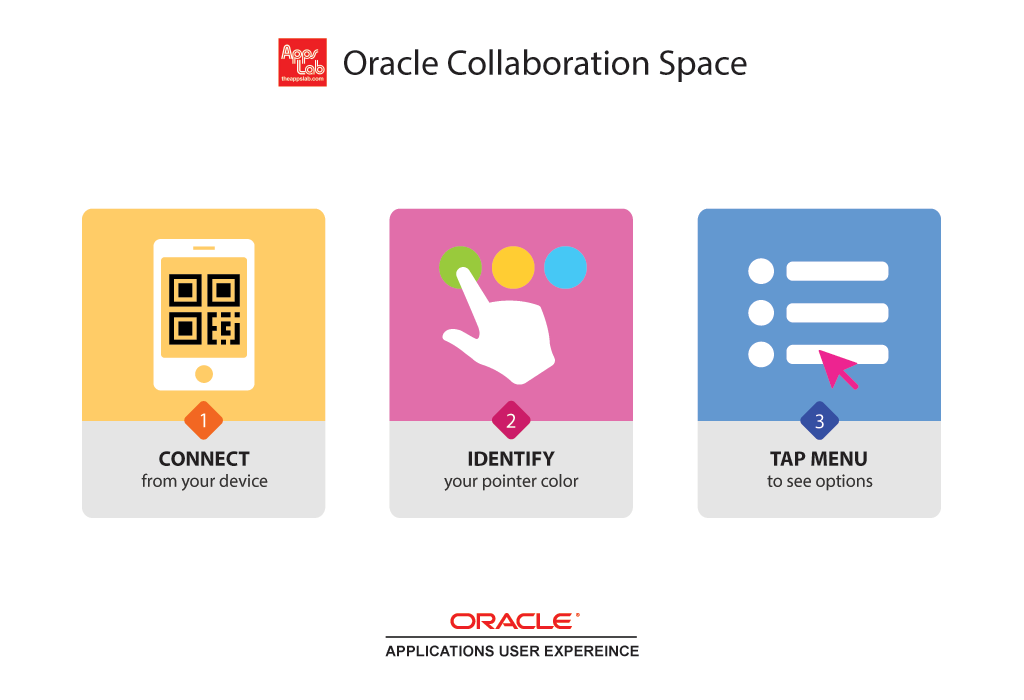 Apps
Lab
theappslab.com
Oracle Collaboration Space
1
CONNECT
from your device
2
IDENTIFY
your pointer color
3
TAP MENU
to see options
ORACLE®
APPLICATIONS USER EXPEREINCE